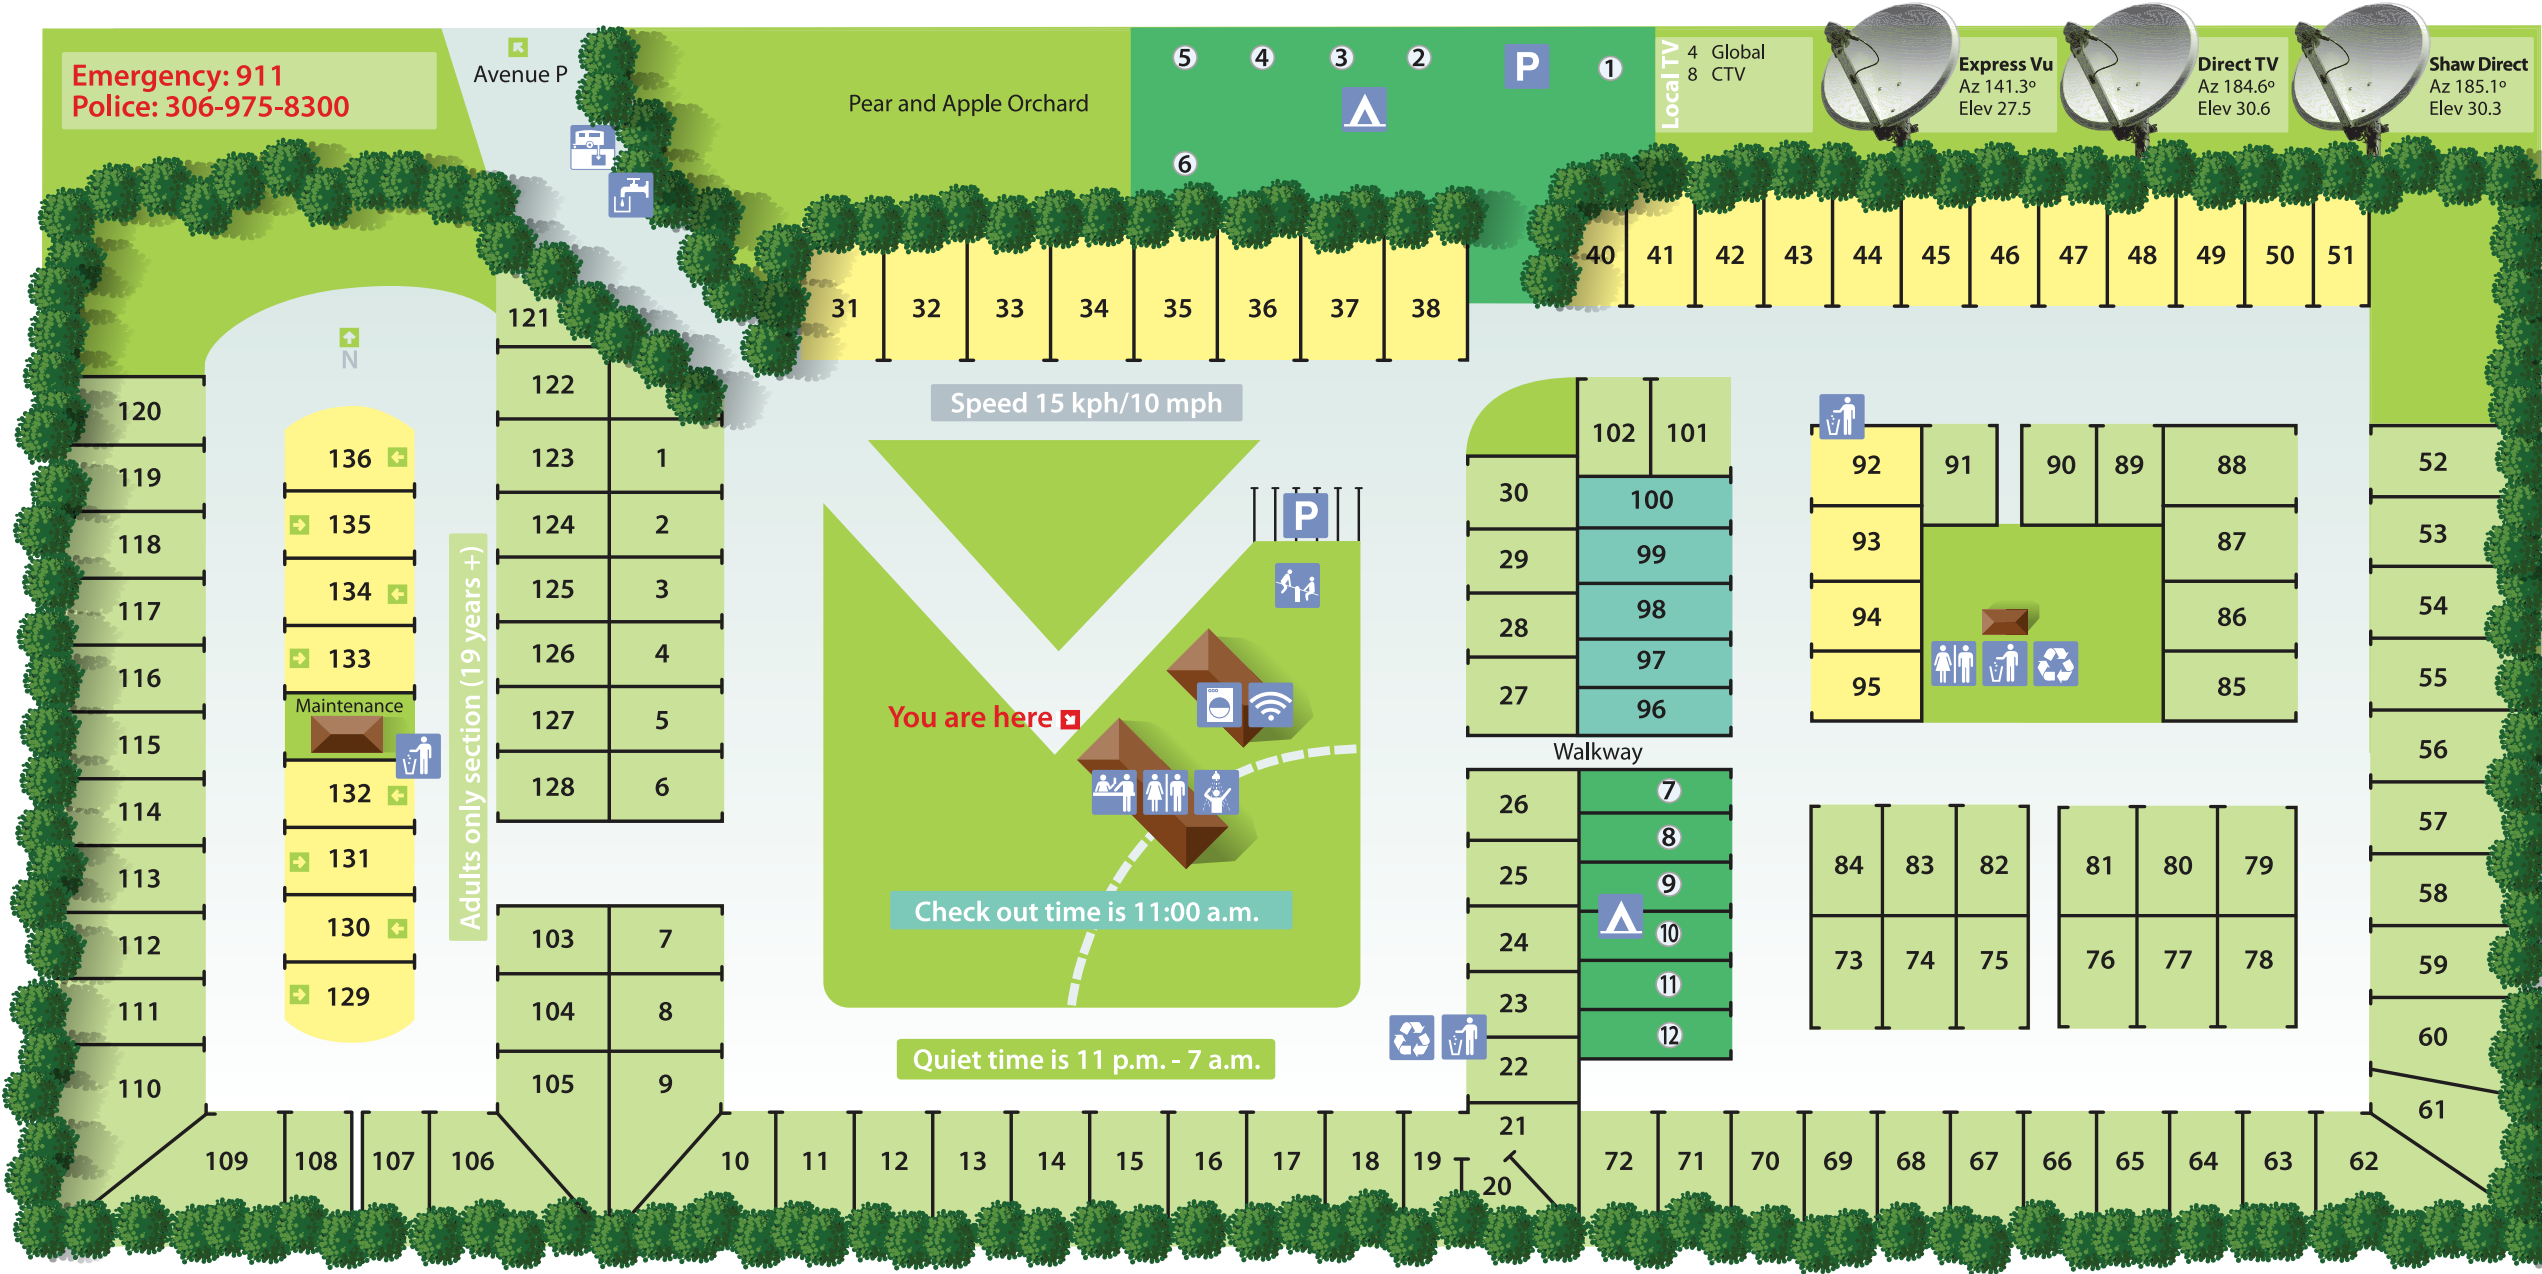 Emergency: 911
Police: 306-975-8300
Avenue P
Pear and Apple Orchard
5 4 3 2 P 1
6
Local TV
4 Global
8 CTV
Express Vu
Az 141.3º
Elev 27.5
Direct TV
Az 184.6º
Elev 30.6
Shaw Direct
Az 185.1º
Elev 30.3
40 41 42 43 44 45 46 47 48 49 50 51
31 32 33 34 35 36 37 38
N
121
122
123 1
124 2
125 3
126 4
127 5
128 6
103 7
104 8
105 9
120
119
118
117
116
115
114
113
112
111
110
136
135
134
133
Maintenance
132
131
130
129
Adults only section (19 years +)
Speed 15 kph/10 mph
P
You are here
Check out time is 11:00 a.m.
Quiet time is 11 p.m. - 7 a.m.
102 101
30 100
29 99
28 98
27 97
96
Walkway
26 7
25 8
24 9
23 10
22 11
21 12
20
92 91 90 89 88
93 87
94 86
95 85
84 83 82 81 80 79
73 74 75 76 77 78
52
53
54
55
56
57
58
59
60
61
109 108 107 106 10 11 12 13 14 15 16 17 18 19 72 71 70 69 68 67 66 65 64 63 62